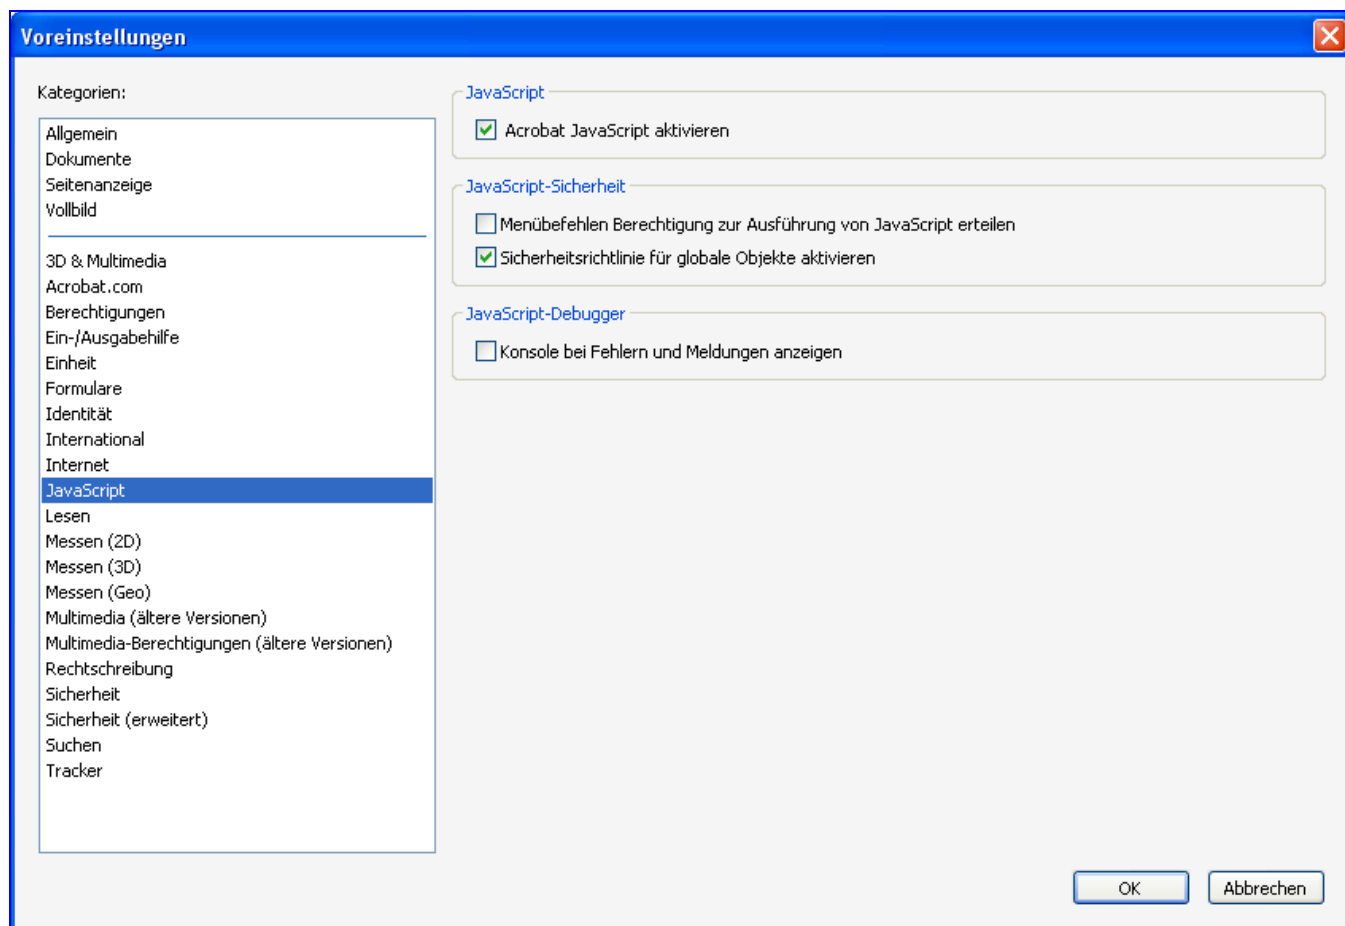 Voreinstellungen
Kategorien:
Allgemein
Dokumente
Seitenanzeige
Vollbild
3D & Multimedia
Acrobat.com
Berechtigungen
Ein-/Ausgabehilfe
Einheit
Formulare
Identität
International
Internet
JavaScript
Lesen
Messen (2D)
Messen (3D)
Messen (Geo)
Multimedia (ältere Versionen)
Multimedia-Berechtigungen (ältere Versionen)
Rechtschreibung
Sicherheit
Sicherheit (erweitert)
Suchen
Tracker
JavaScript
Acrobat JavaScript aktivieren
JavaScript-Sicherheit
Menübefehlen Berechtigung zur Ausführung von JavaScript erteilen
Sicherheitsrichtlinie für globale Objekte aktivieren
JavaScript-Debugger
Konsole bei Fehlern und Meldungen anzeigen
OK
Abbrechen